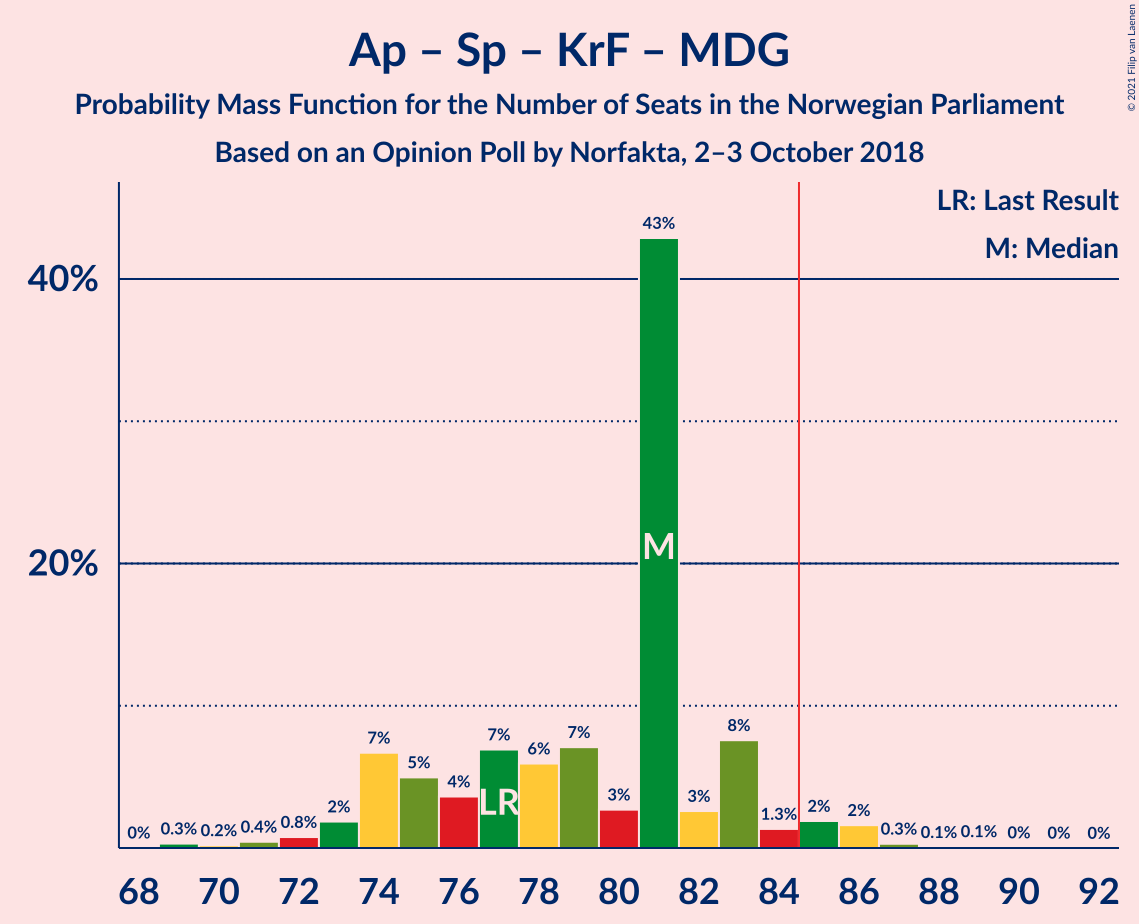 Ap – Sp – KrF – MDG
Probability Mass Function for the Number of Seats in the Norwegian Parliament
Based on an Opinion Poll by Norfakta, 2–3 October 2018
© 2021 Filip van Laenen
LR: Last Result
M: Median
40%
20%
0% 0.3% 0.2% 0.4% 0.8% 2% 7% 5% 4% 7% 6% 7% 3% 43% 3% 8% 1.3% 2% 2% 0.3% 0.1% 0.1% 0% 0% 0%
M
LR
68 70 72 74 76 78 80 82 84 86 88 90 92